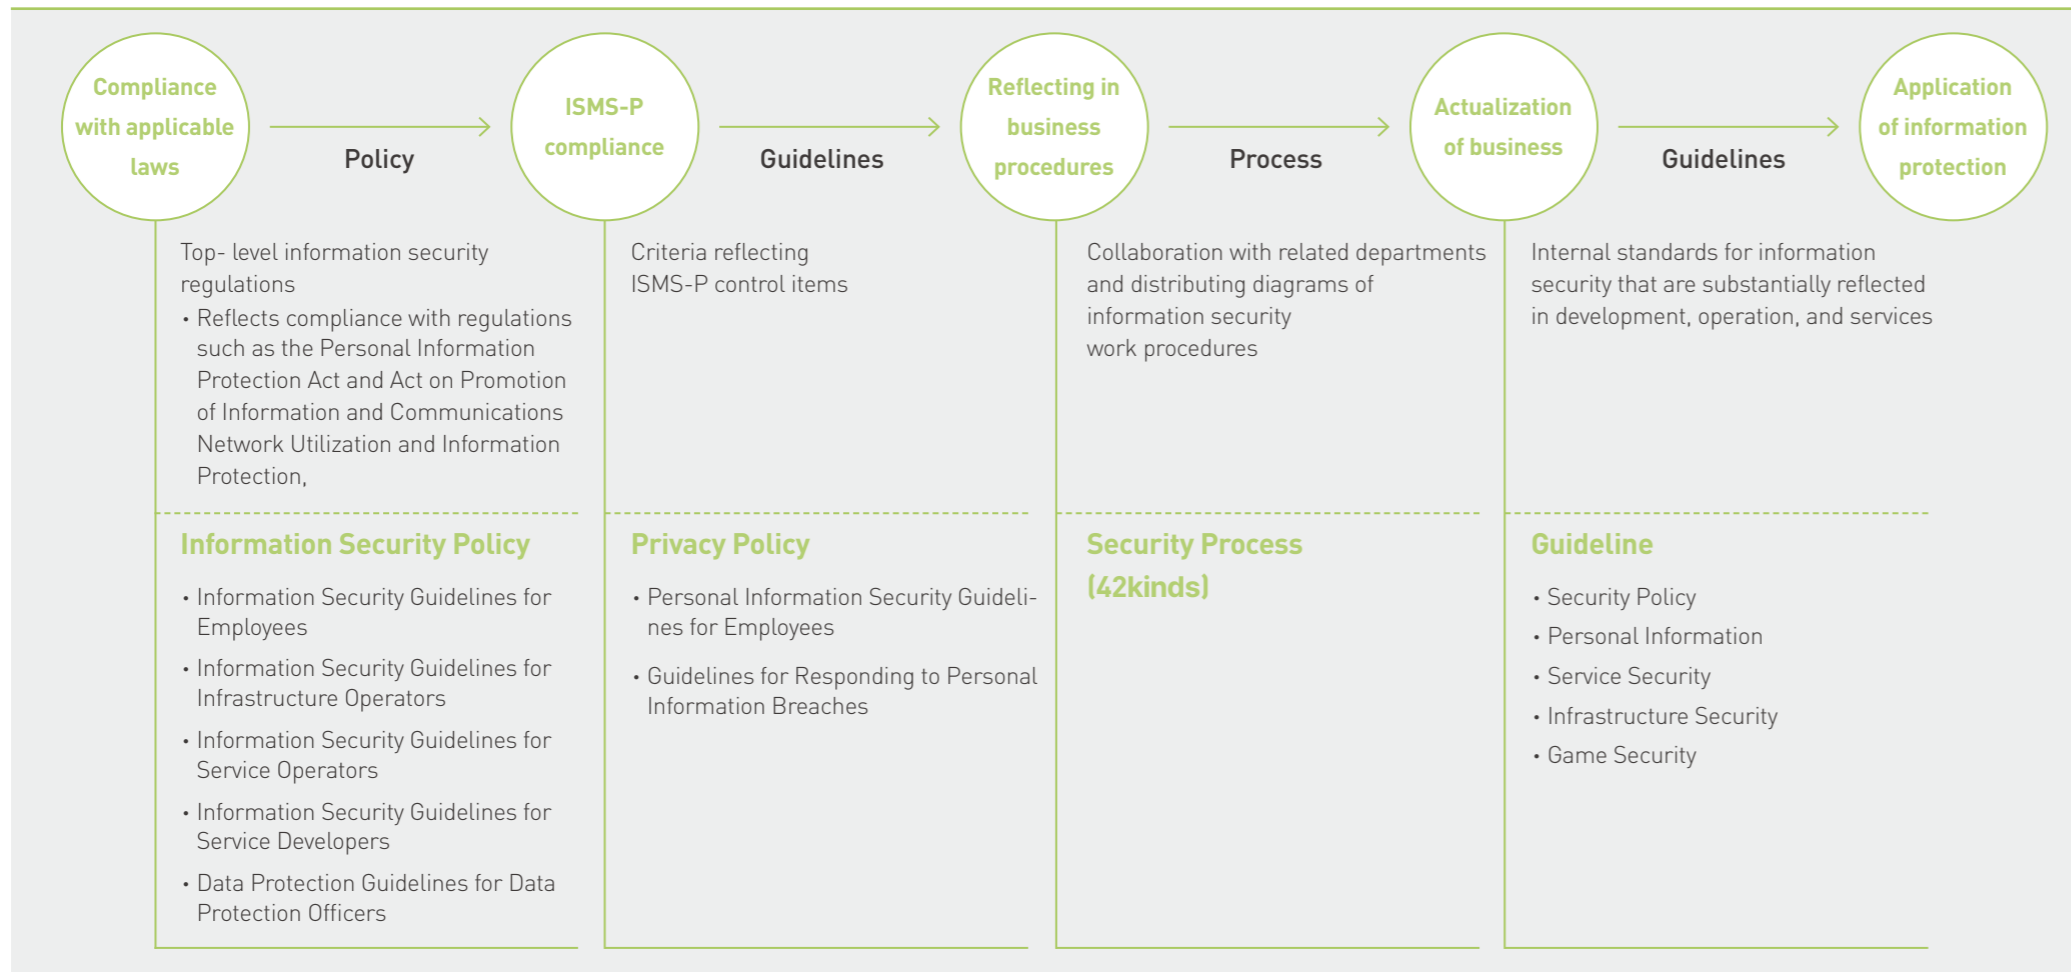 Compliance
with applicable
laws
Policy
ISMS-P
compliance
Guidelines
Reflecting in
business
procedures
Process
Actualization
of business
Guidelines
Application
of information
protection
Top- level information security
regulations
• Reflects compliance with regulations
such as the Personal Information
Protection Act and Act on Promotion
of Information and Communications
Network Utilization and Information
Protection,
Criteria reflecting
ISMS-P control items
Collaboration with related departments
and distributing diagrams of
information security
work procedures
Internal standards for information
security that are substantially reflected
in development, operation, and services
Information Security Policy
• Information Security Guidelines for
Employees
• Information Security Guidelines for
Infrastructure Operators
• Information Security Guidelines for
Service Operators
• Information Security Guidelines for
Service Developers
• Data Protection Guidelines for Data
Protection Officers
Privacy Policy
• Personal Information Security Guideli-
nes for Employees
• Guidelines for Responding to Personal
Information Breaches
Security Process
(42kinds)
Guideline
• Security Policy
• Personal Information
• Service Security
• Infrastructure Security
• Game Security